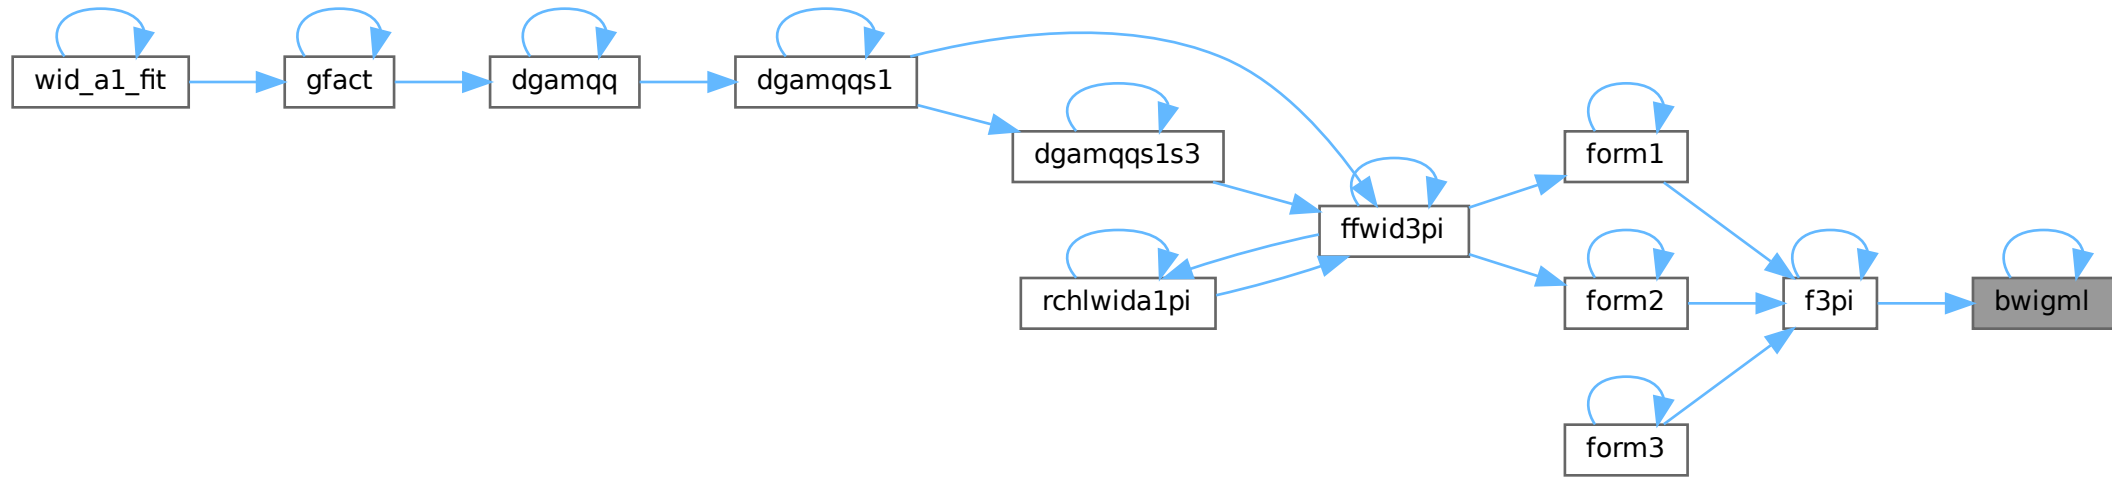 wid_a1_fit
gfact
dgamqq
dgamqqs1
dgamqqs1s3
rchlwida1pi
ffwid3pi
form1
form2
form3
f3pi
bwigml